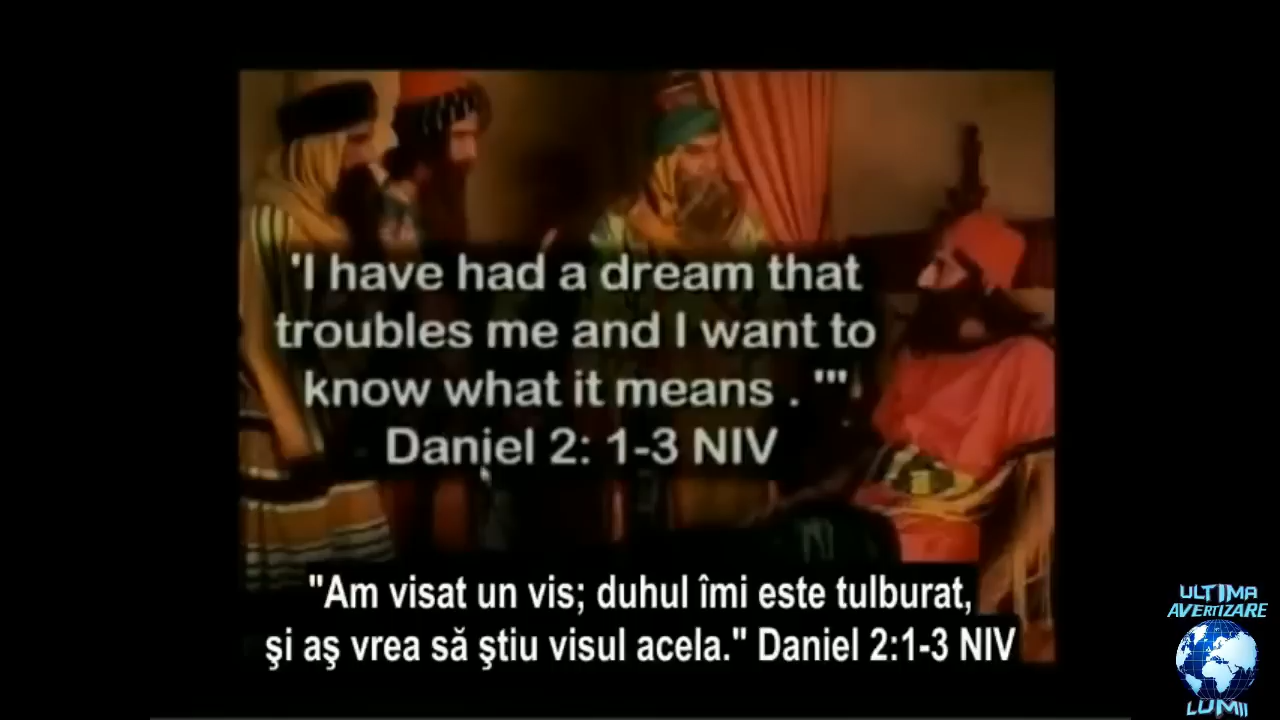 'I have had a dream that
troubles me and I want to
know what it means . '"
Daniel 2: 1-3 NIV
"Am visat un vis; duhul îmi este tulburat,
şi aş vrea să ştiu visul acela." Daniel 2:1-3 NIV
ULTIMA
AVERTIZARE
LUMII